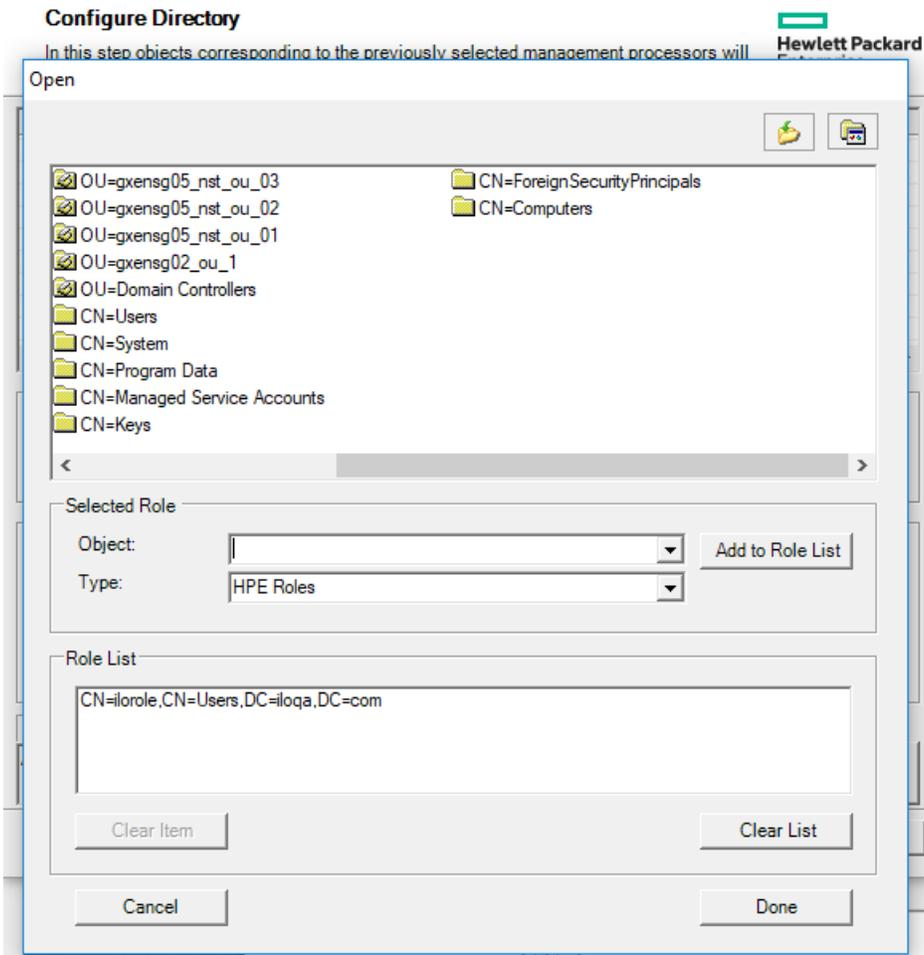 Configure Directory
In this step objects corresponding to the previously selected management processors will
Hewlett Packard
Enterprise
Open
OU=gxensg05_nst_ou_03
OU=gxensg05_nst_ou_02
OU=gxensg05_nst_ou_01
OU=gxensg02_ou_1
OU=Domain Controllers
CN=Users
CN=System
CN=Program Data
CN=Managed Service Accounts
CN=Keys
CN=ForeignSecurityPrincipals
CN=Computers
Selected Role
Object:
Add to Role List
Type:
HPE Roles
Role List
CN=ilorole,CN=Users,DC=iloqa,DC=com
Clear Item
Clear List
Cancel
Done